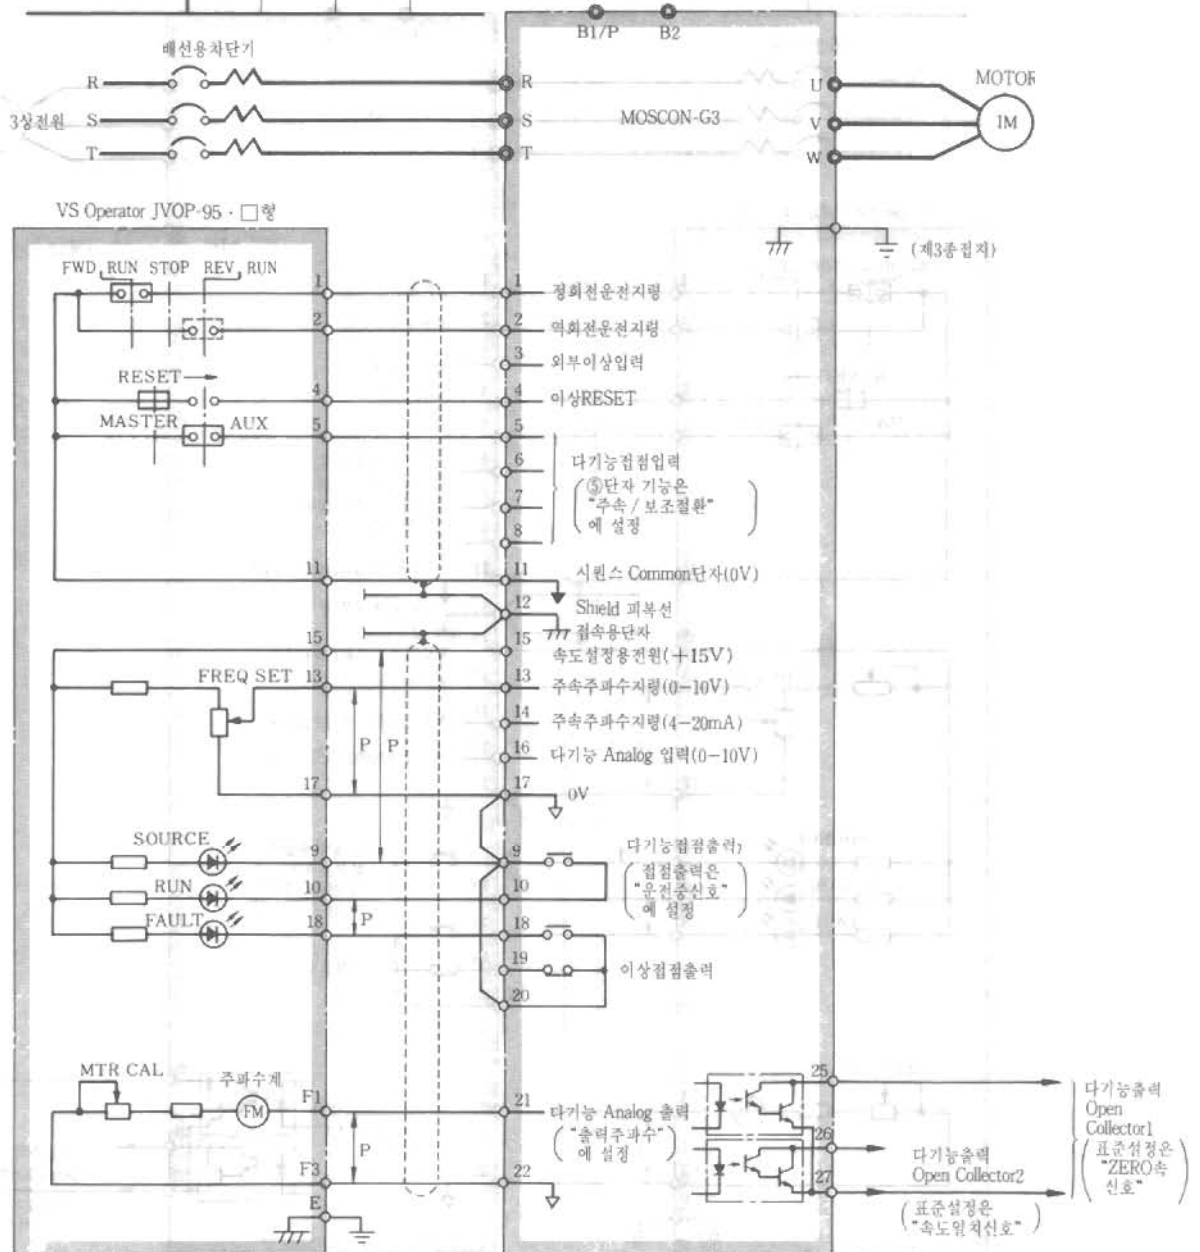 B1/P B2
배선용차단기
R R U MOTOR
3상전원 S S MOSCON-G3 V IM
T T W
VS Operator JVOP-95 · □형
(제3종접지)
FWD RUN STOP REV RUN
1 1 정회전운전지령
2 2 역회전운전지령
3 외부이상입력
RESET
4 4 이상RESET
MASTER AUX
5 5
6 다기능접점입력
⑤단자 기능은
7 "주속 / 보조절환"
에 설정
8
11 11 시퀀스 Common단자(0V)
12 Shield 피복선
접속용단자
15 15 속도설정용전원(+15V)
FREQ SET 13 13 주속주파수지령(0-10V)
14 주속주파수지령(4-20mA)
P P
16 다기능 Analog 입력(0-10V)
17 17 0V
SOURCE 9 9 다기능접점출력
접점출력은
RUN 10 10 "운전중신호"
에 설정
FAULT 18 P 18
19 이상접점출력
20
MTR CAL 주파수계
FM F1 21 다기능 Analog 출력
"출력주파수"
에 설정
P
F3 22
E
25 다기능출력
Open
Collector1
표준설정은
"ZERO속
신호"
26 다기능출력
27 Open Collector2
표준설정은
"속도일치신호"